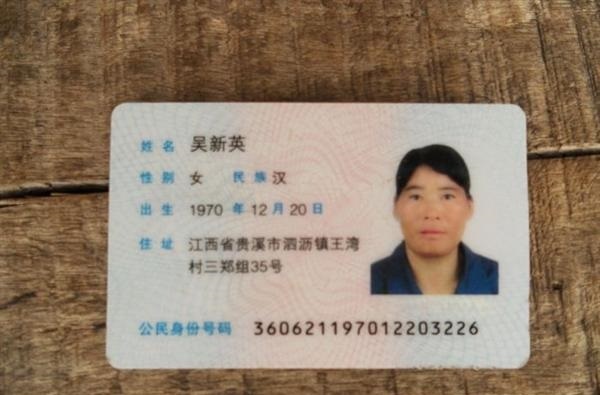 姓名 吴新英
性别 女 民族 汉
出生 1970 年 12 月 20 日
住址 江西省贵溪市泗沥镇王湾
村三郑组35号
公民身份号码 360621197012203226